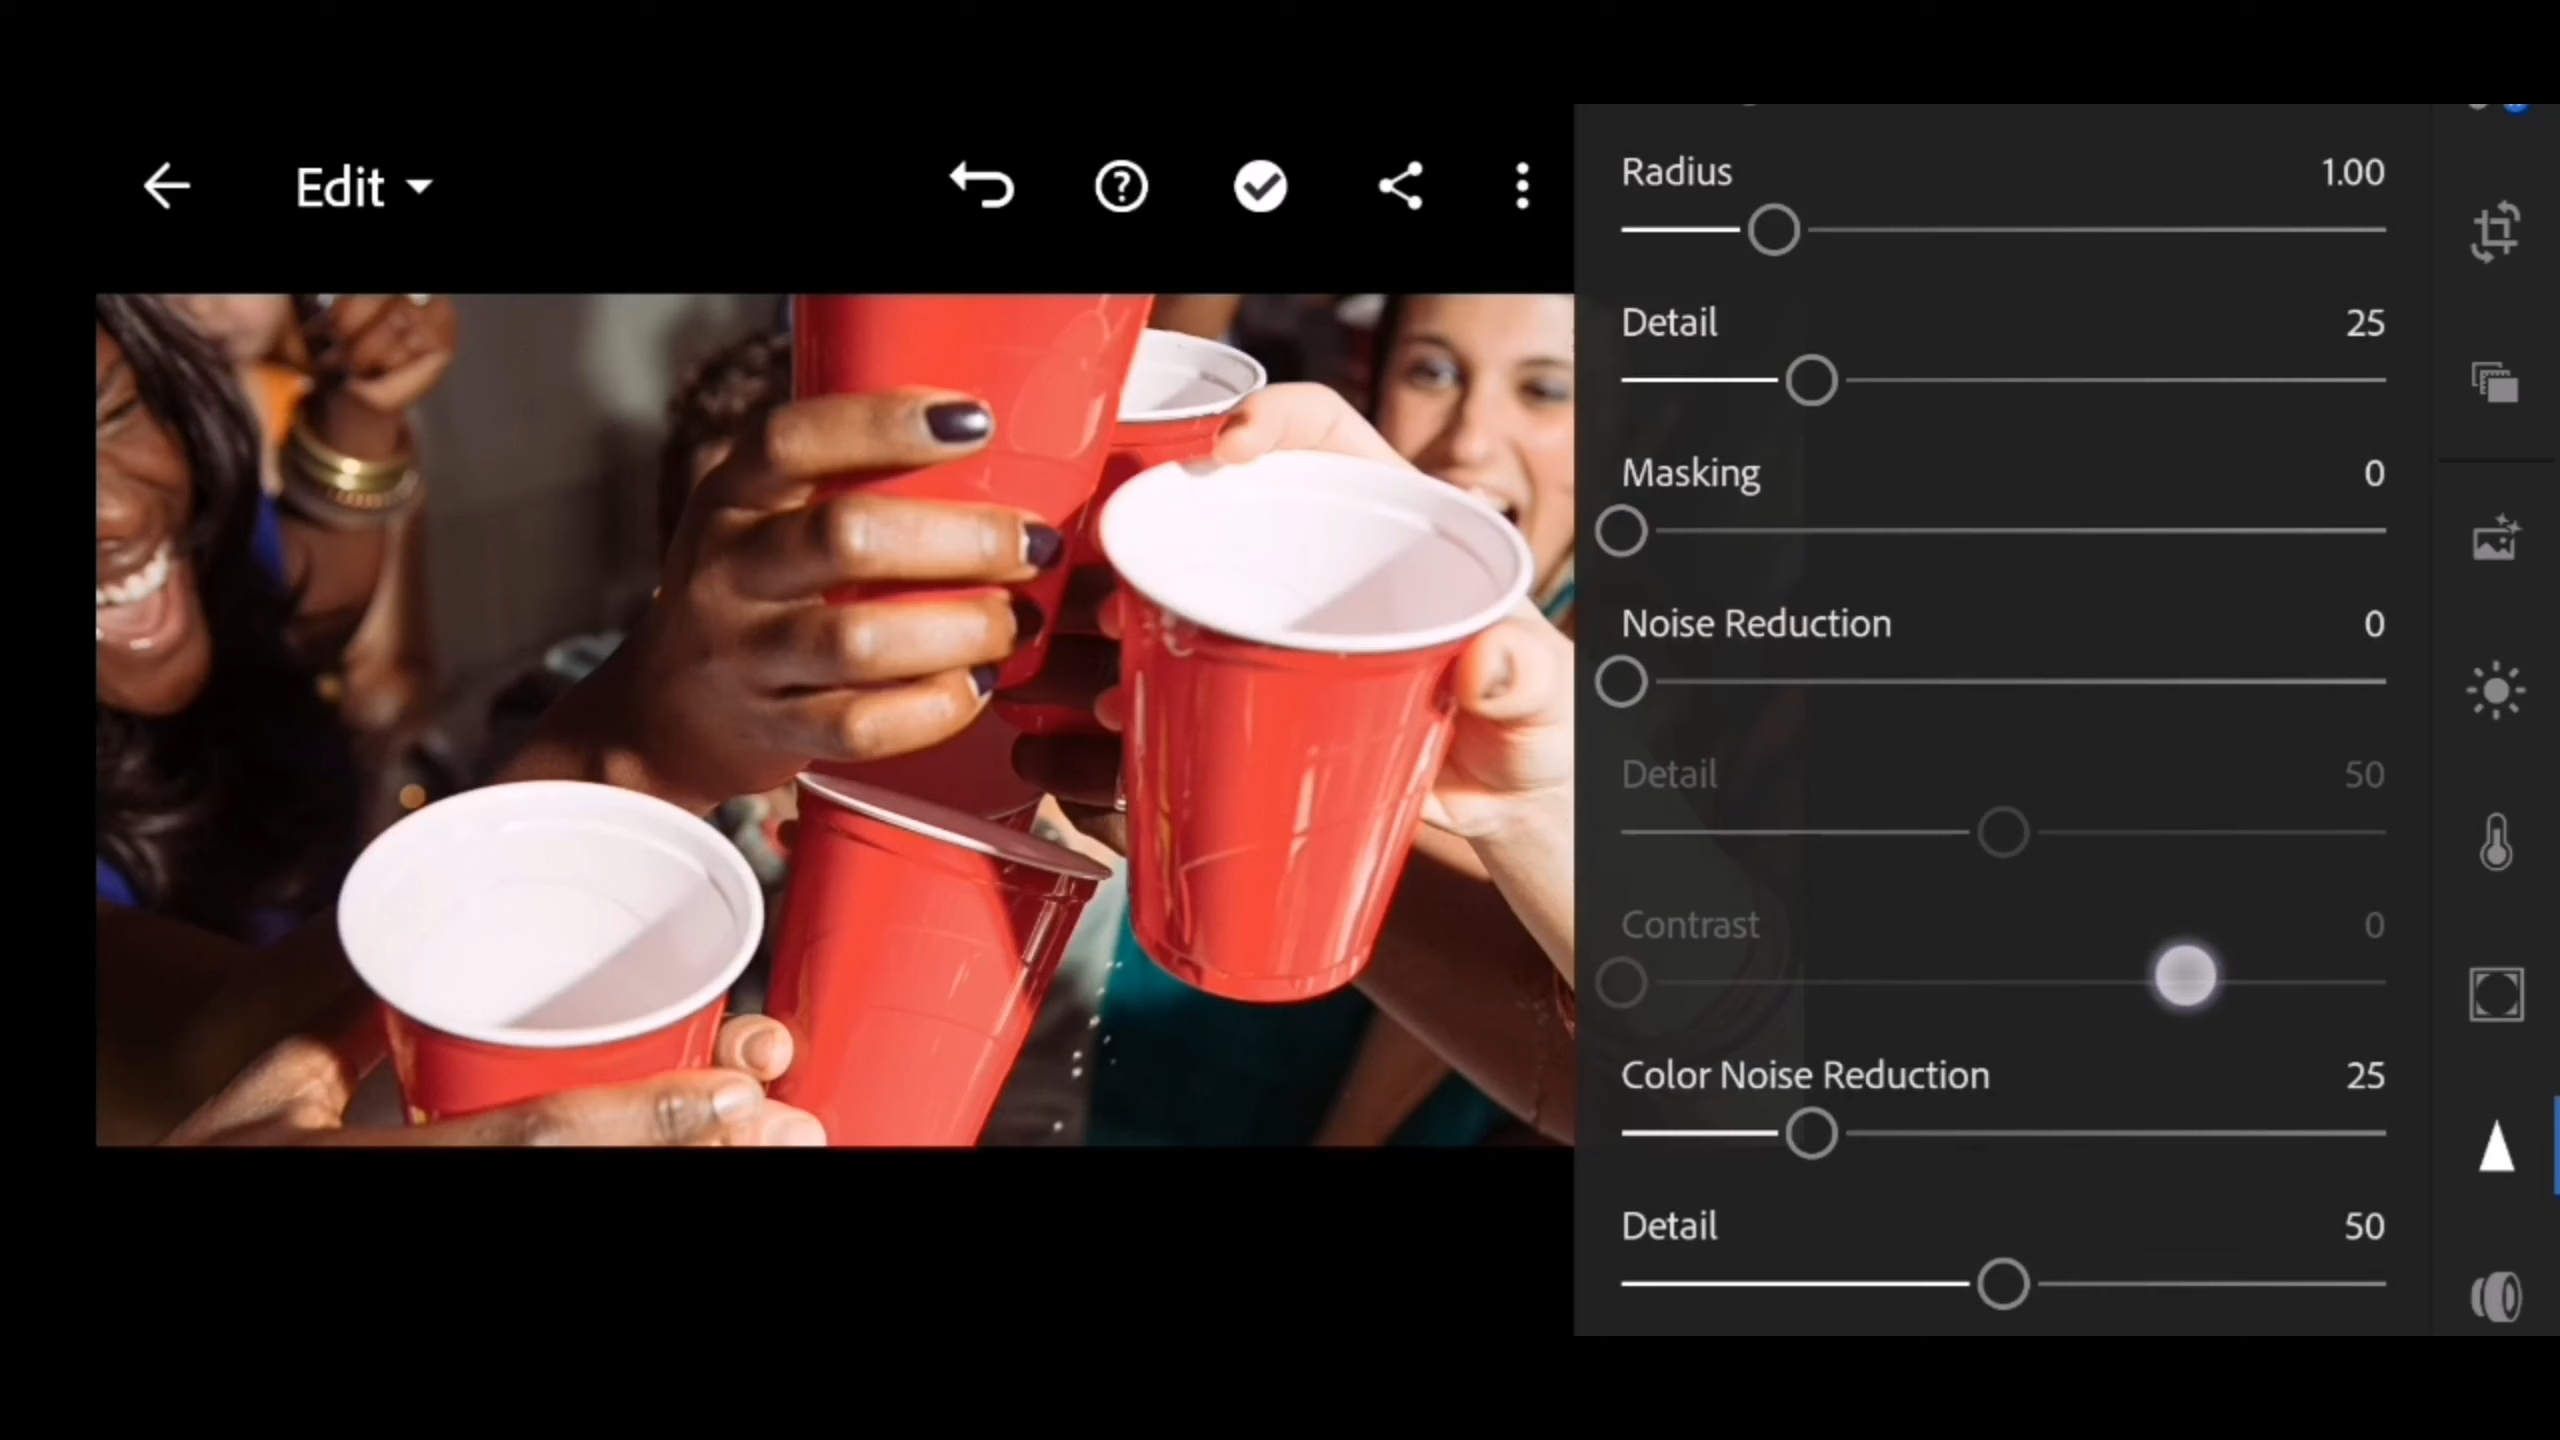 Edit
Radius 1.00
Detail 25
Masking 0
Noise Reduction 0
Detail 50
Contrast 0
Color Noise Reduction 25
Detail 50